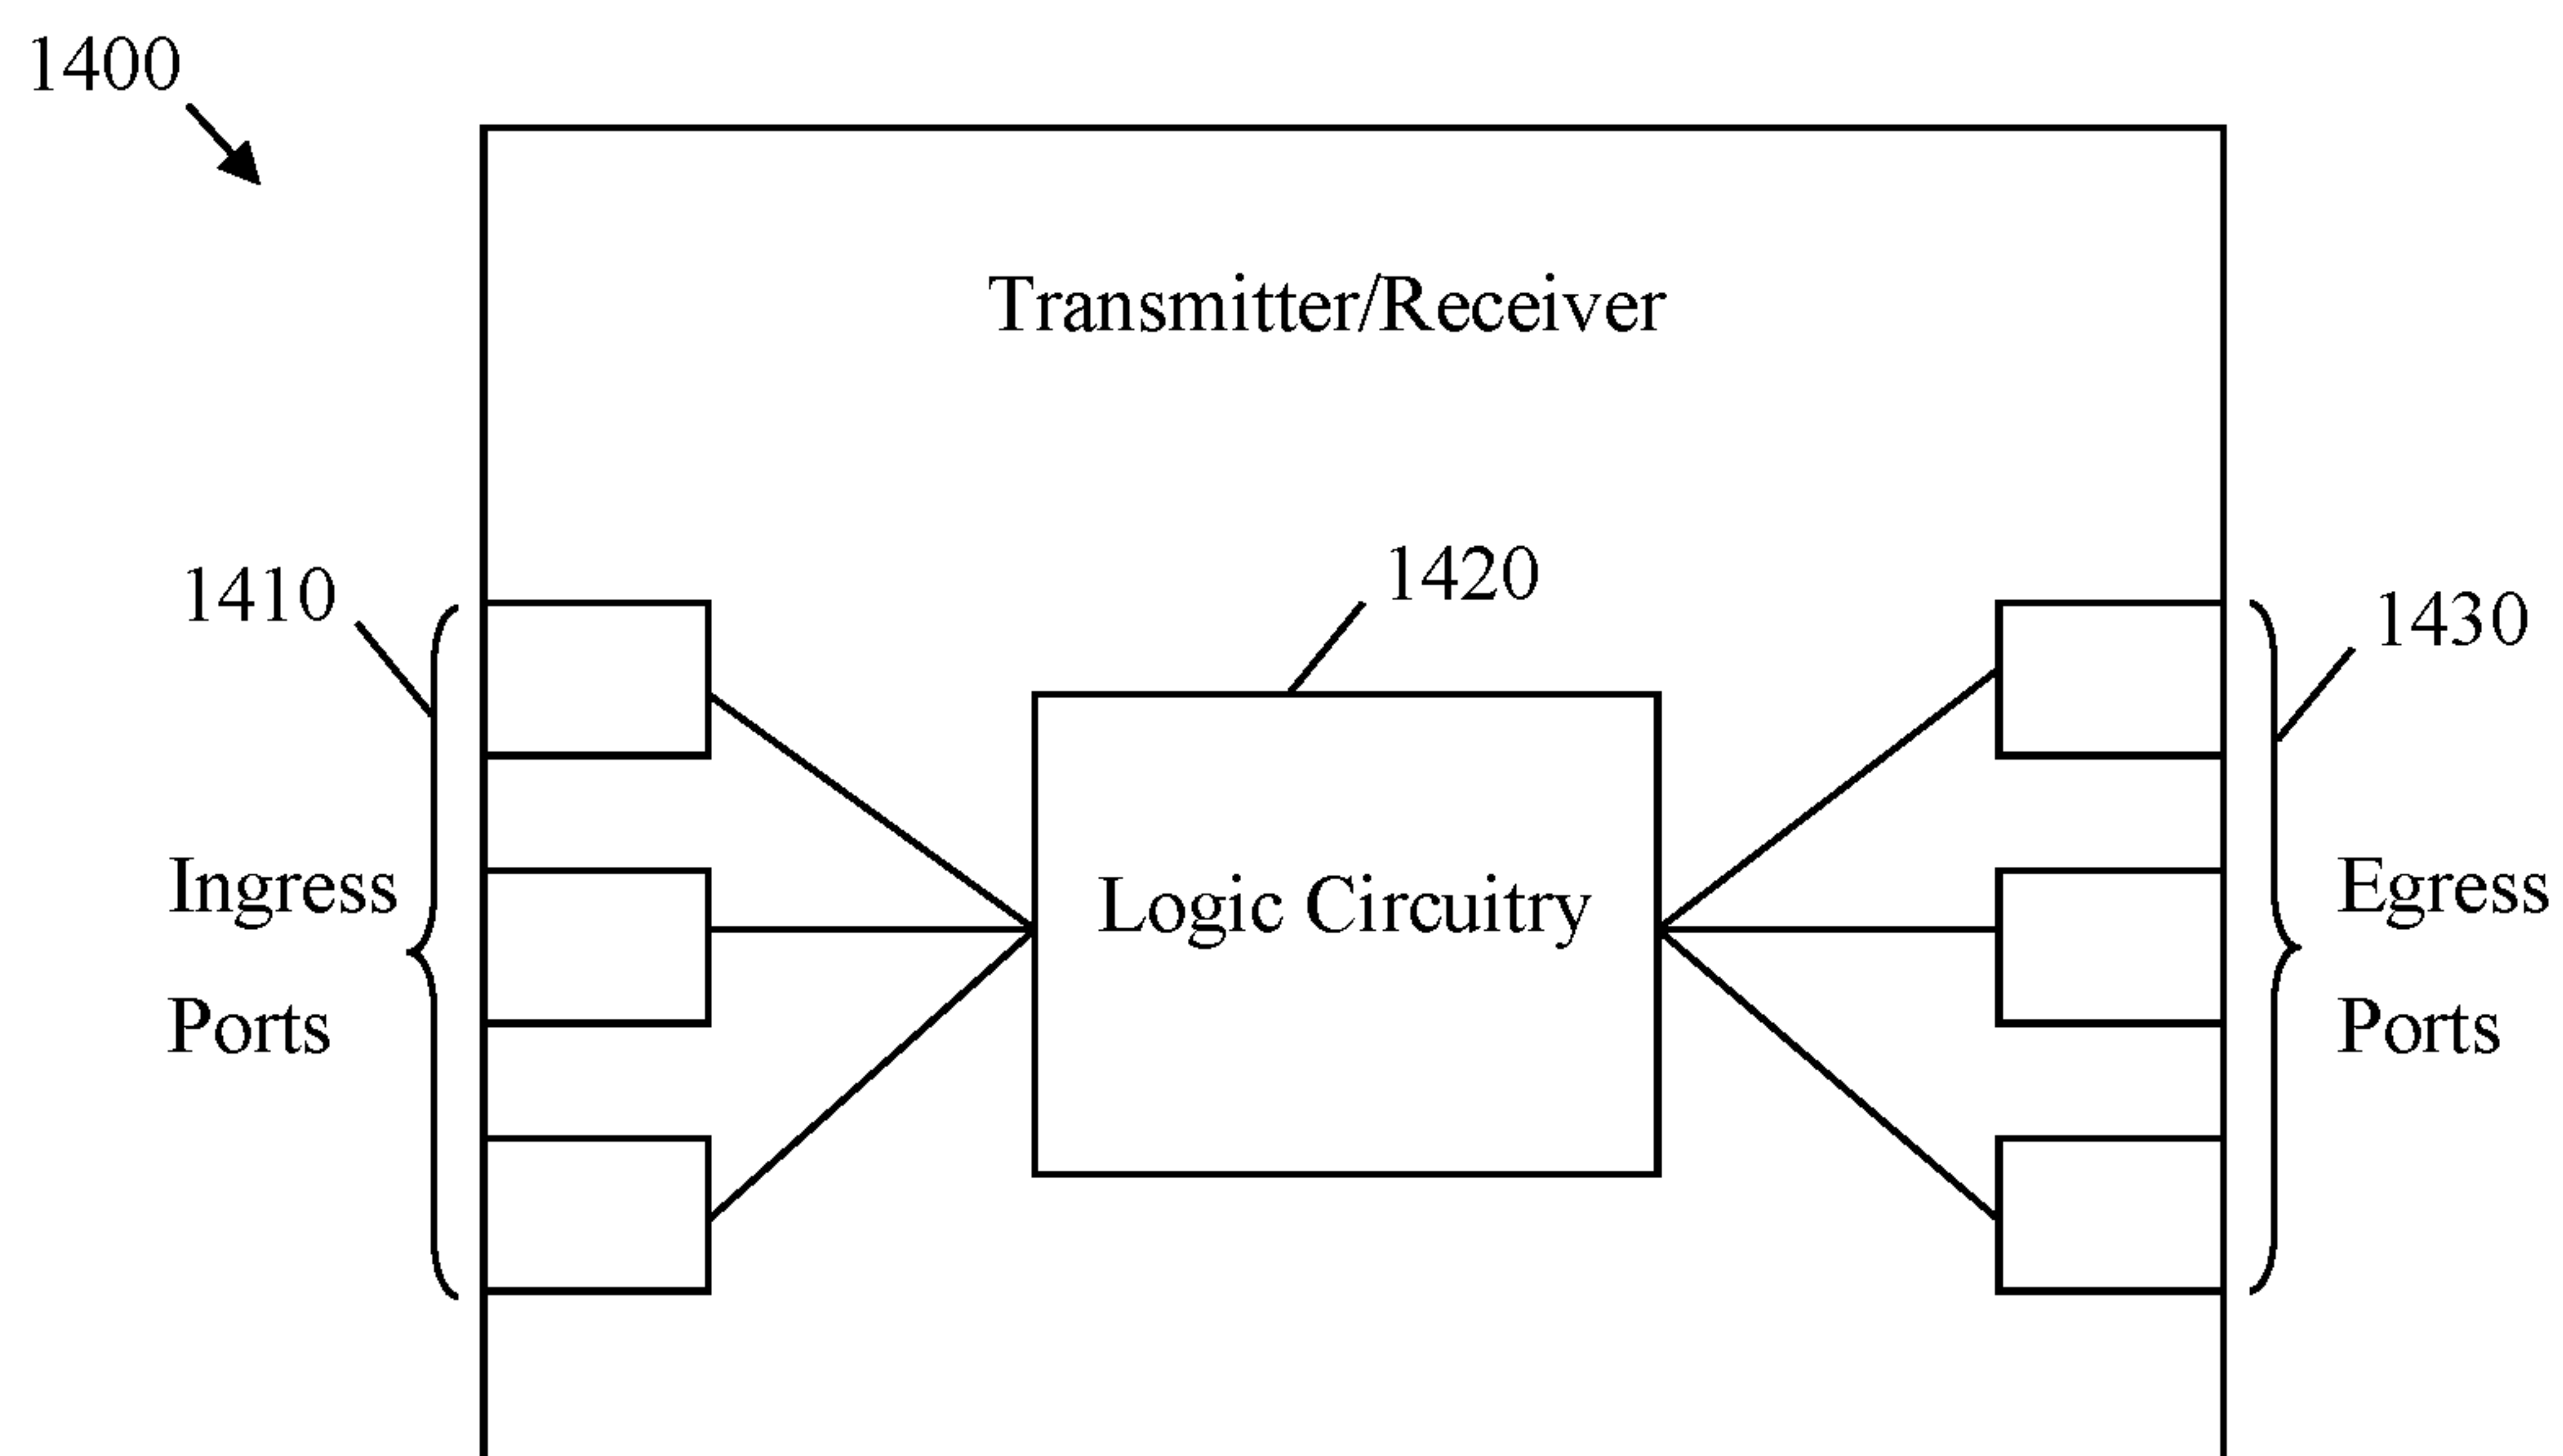 1400
Transmitter/Receiver
1410
1420
1430
Ingress
Ports
Logic Circuitry
Egress
Ports